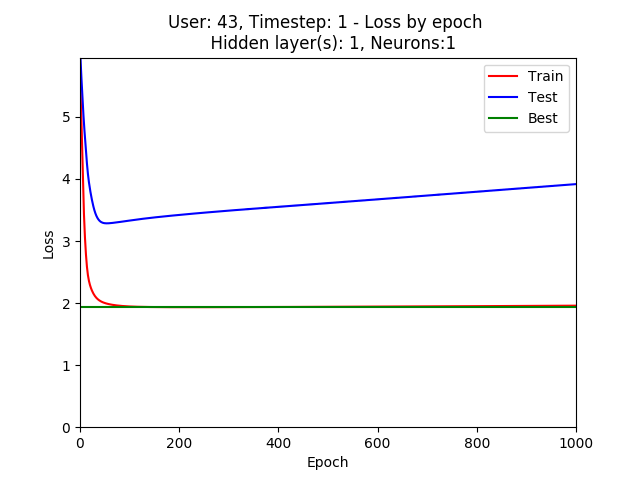 User: 43, Timestep: 1 - Loss by epoch
Hidden layer(s): 1, Neurons:1
Train
Test
Best
5
4
3
2
1
0
Loss
0 200 400 600 800 1000
Epoch